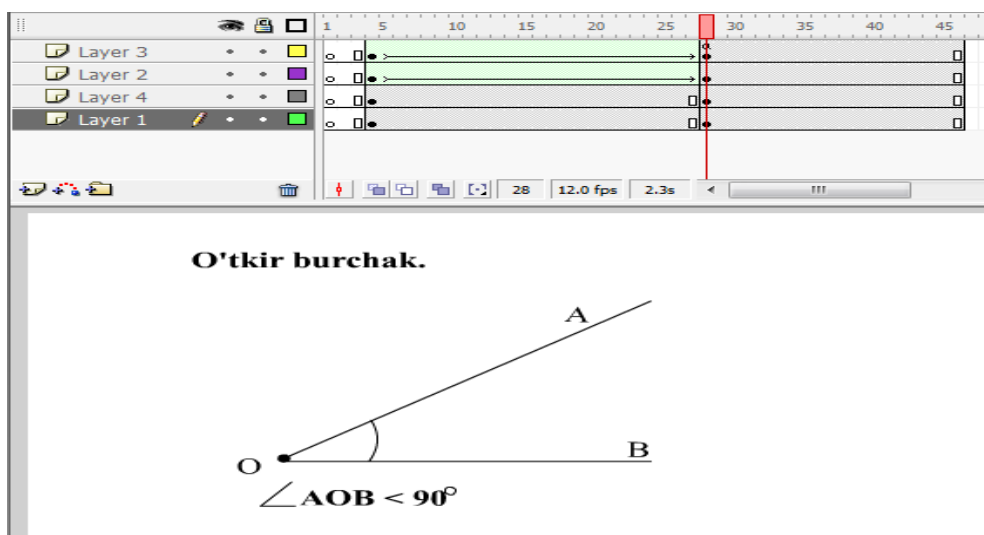 1 5 10 15 20 25 30 35 40 45
Layer 3
Layer 2
Layer 4
Layer 1
28 12.0 fps 2.3s
O'tkir burchak.
A
B
O
∠AOB < 90°